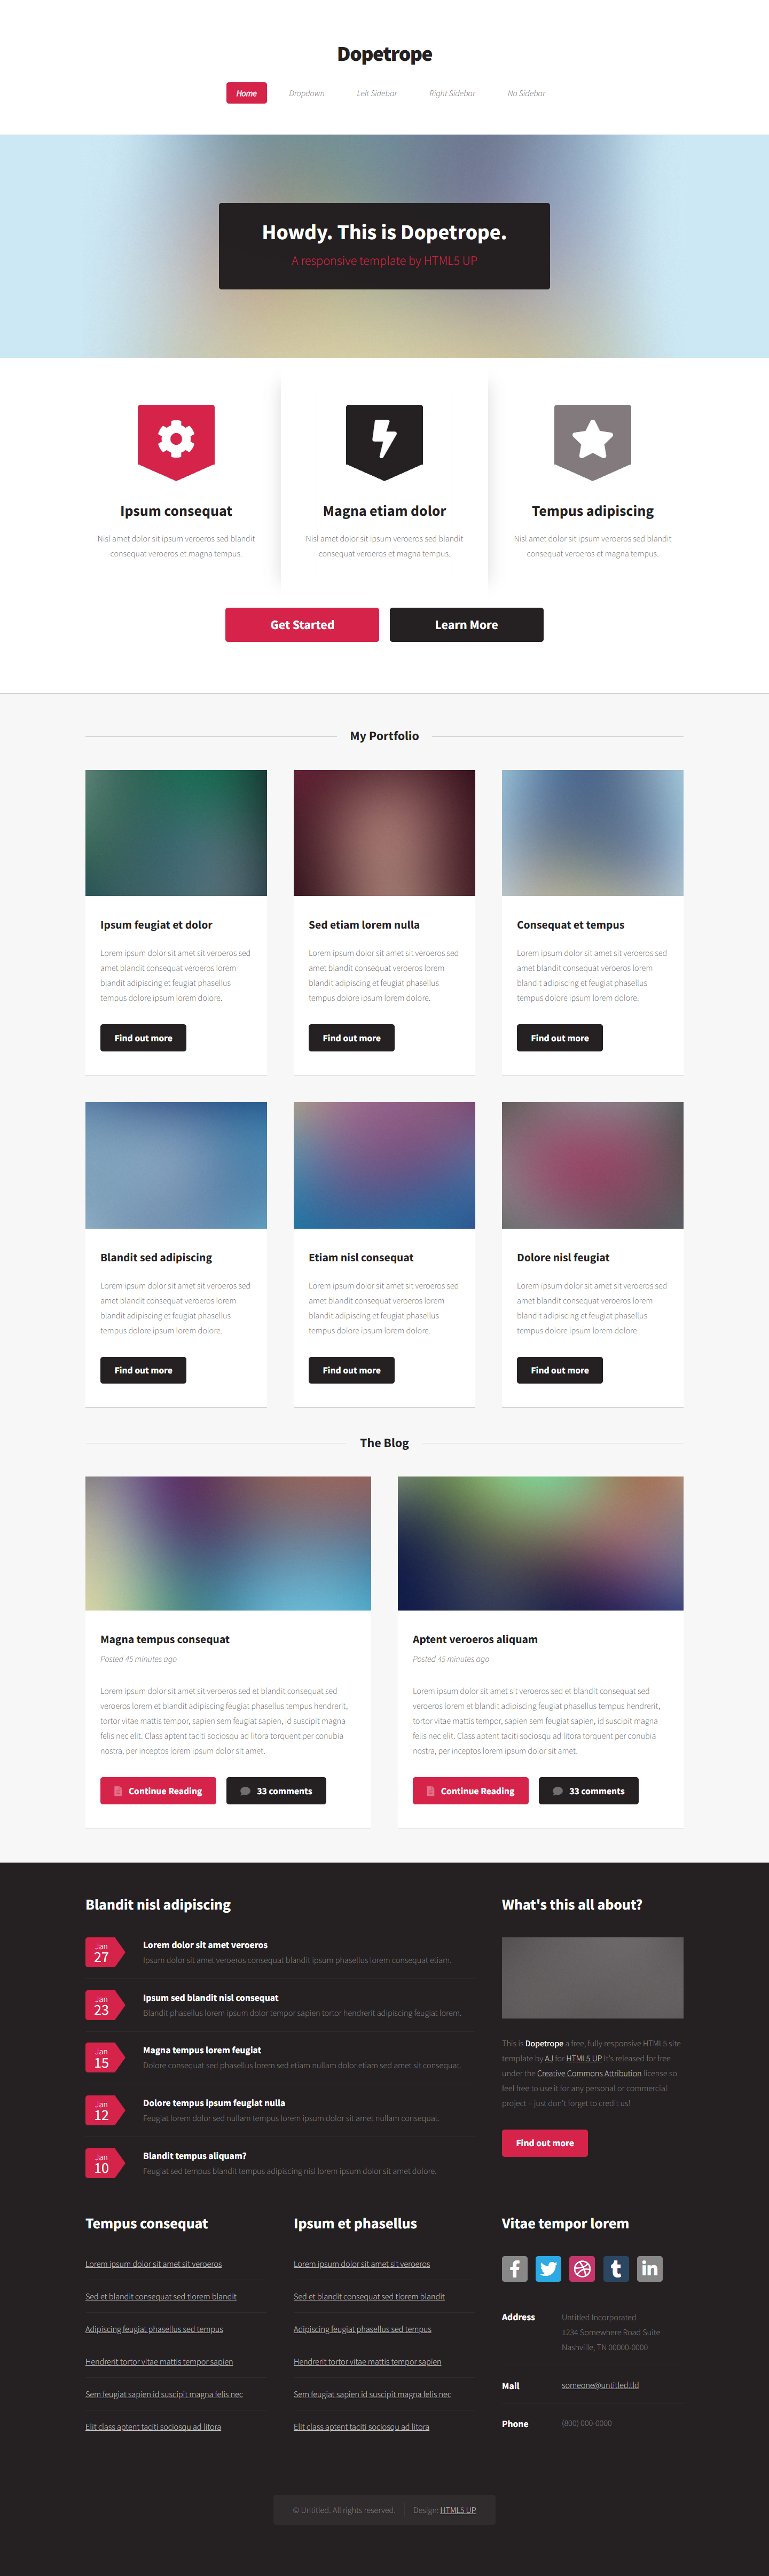 Dopetrope
Home Dropdown Left Sidebar Right Sidebar No Sidebar
Howdy. This is Dopetrope.
A responsive template by HTML5 UP
Ipsum consequat
Nisl amet dolor sit ipsum veroeros sed blandit
consequat veroeros et magna tempus.
Magna etiam dolor
Nisl amet dolor sit ipsum veroeros sed blandit
consequat veroeros et magna tempus.
Tempus adipiscing
Nisl amet dolor sit ipsum veroeros sed blandit
consequat veroeros et magna tempus.
Get Started
Learn More
My Portfolio
Ipsum feugiat et dolor
Lorem ipsum dolor sit amet sit veroeros sed
amet blandit consequat veroeros lorem
blandit adipiscing et feugiat phasellus
tempus dolore ipsum lorem dolore.
Find out more
Sed etiam lorem nulla
Lorem ipsum dolor sit amet sit veroeros sed
amet blandit consequat veroeros lorem
blandit adipiscing et feugiat phasellus
tempus dolore ipsum lorem dolore.
Find out more
Consequat et tempus
Lorem ipsum dolor sit amet sit veroeros sed
amet blandit consequat veroeros lorem
blandit adipiscing et feugiat phasellus
tempus dolore ipsum lorem dolore.
Find out more
Blandit sed adipiscing
Lorem ipsum dolor sit amet sit veroeros sed
amet blandit consequat veroeros lorem
blandit adipiscing et feugiat phasellus
tempus dolore ipsum lorem dolore.
Find out more
Etiam nisl consequat
Lorem ipsum dolor sit amet sit veroeros sed
amet blandit consequat veroeros lorem
blandit adipiscing et feugiat phasellus
tempus dolore ipsum lorem dolore.
Find out more
Dolore nisl feugiat
Lorem ipsum dolor sit amet sit veroeros sed
amet blandit consequat veroeros lorem
blandit adipiscing et feugiat phasellus
tempus dolore ipsum lorem dolore.
Find out more
The Blog
Magna tempus consequat
Posted 45 minutes ago
Lorem ipsum dolor sit amet sit veroeros sed et blandit consequat sed
veroeros lorem et blandit adipiscing feugiat phasellus tempus hendrerit,
tortor vitae mattis tempor, sapien sem feugiat sapien, id suscipit magna
felis nec elit. Class aptent taciti sociosqu ad litora torquent per conubia
nostra, per inceptos lorem ipsum dolor sit amet.
Continue Reading
33 comments
Aptent veroeros aliquam
Posted 45 minutes ago
Lorem ipsum dolor sit amet sit veroeros sed et blandit consequat sed
veroeros lorem et blandit adipiscing feugiat phasellus tempus hendrerit,
tortor vitae mattis tempor, sapien sem feugiat sapien, id suscipit magna
felis nec elit. Class aptent taciti sociosqu ad litora torquent per conubia
nostra, per inceptos lorem ipsum dolor sit amet.
Continue Reading
33 comments
Blandit nisl adipiscing
Jan
27
Lorem dolor sit amet veroeros
Ipsum dolor sit amet veroeros consequat blandit ipsum phasellus lorem consequat etiam.
Jan
23
Ipsum sed blandit nisl consequat
Blandit phasellus lorem ipsum dolor tempor sapien tortor hendrerit adipiscing feugiat lorem.
Jan
15
Magna tempus lorem feugiat
Dolore consequat sed phasellus lorem sed etiam nullam dolor etiam sed amet sit consequat.
Jan
12
Dolore tempus ipsum feugiat nulla
Feugiat lorem dolor sed nullam tempus lorem ipsum dolor sit amet nullam consequat.
Jan
10
Blandit tempus aliquam?
Feugiat sed tempus blandit tempus adipiscing nisl lorem ipsum dolor sit amet dolore.
What's this all about?
This is Dopetrope a free, fully responsive HTML5 site
template by AJ for HTML5 UP It's released for free
under the Creative Commons Attribution license so
feel free to use it for any personal or commercial
project – just don't forget to credit us!
Find out more
Tempus consequat
Lorem ipsum dolor sit amet sit veroeros
Sed et blandit consequat sed tlorem blandit
Adipiscing feugiat phasellus sed tempus
Hendrerit tortor vitae mattis tempor sapien
Sem feugiat sapien id suscipit magna felis nec
Elit class aptent taciti sociosqu ad litora
Ipsum et phasellus
Lorem ipsum dolor sit amet sit veroeros
Sed et blandit consequat sed tlorem blandit
Adipiscing feugiat phasellus sed tempus
Hendrerit tortor vitae mattis tempor sapien
Sem feugiat sapien id suscipit magna felis nec
Elit class aptent taciti sociosqu ad litora
Vitae tempor lorem
Address
Untitled Incorporated
1234 Somewhere Road Suite
Nashville, TN 00000-0000
Mail
someone@untitled.tld
Phone
(800) 000-0000
© Untitled. All rights reserved. Design: HTML5 UP